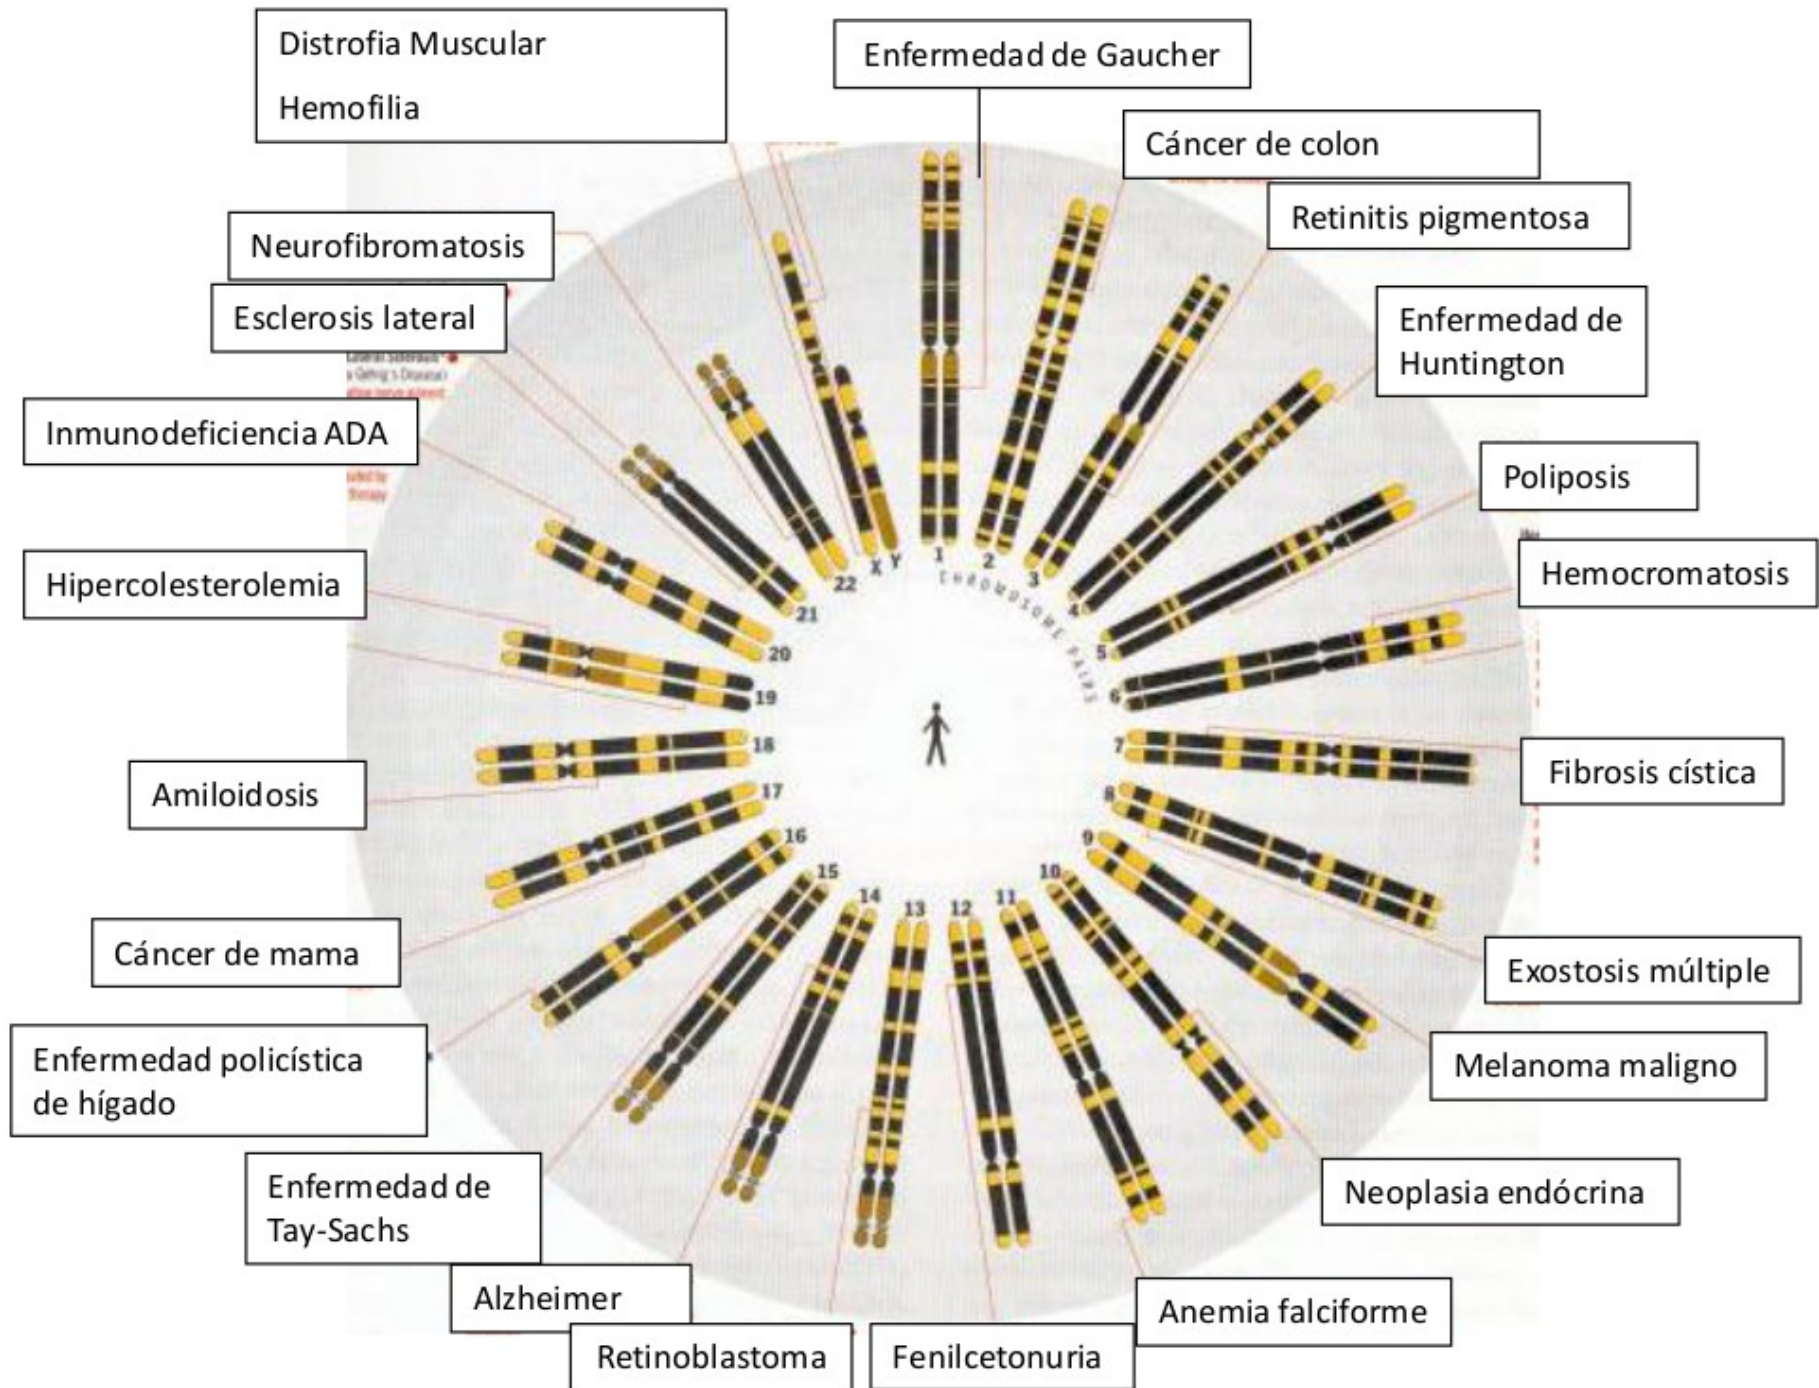 Distrofia Muscular
Hemofilia
Enfermedad de Gaucher
Cáncer de colon
Retinitis pigmentosa
Neurofibromatosis
Esclerosis lateral
Enfermedad de
Huntington
Inmunodeficiencia ADA
Poliposis
Hemocromatosis
Hipercolesterolemia
Fibrosis cística
Amiloidosis
Cáncer de mama
Exostosis múltiple
Melanoma maligno
Enfermedad policística
de hígado
Enfermedad de
Tay-Sachs
Neoplasia endócrina
Alzheimer
Anemia falciforme
Retinoblastoma
Fenilcetonuria
1
2
3
4
5
6
7
8
9
10
11
12
13
14
15
16
17
18
19
20
21
22
X Y
CHROMOSOME PAIRS